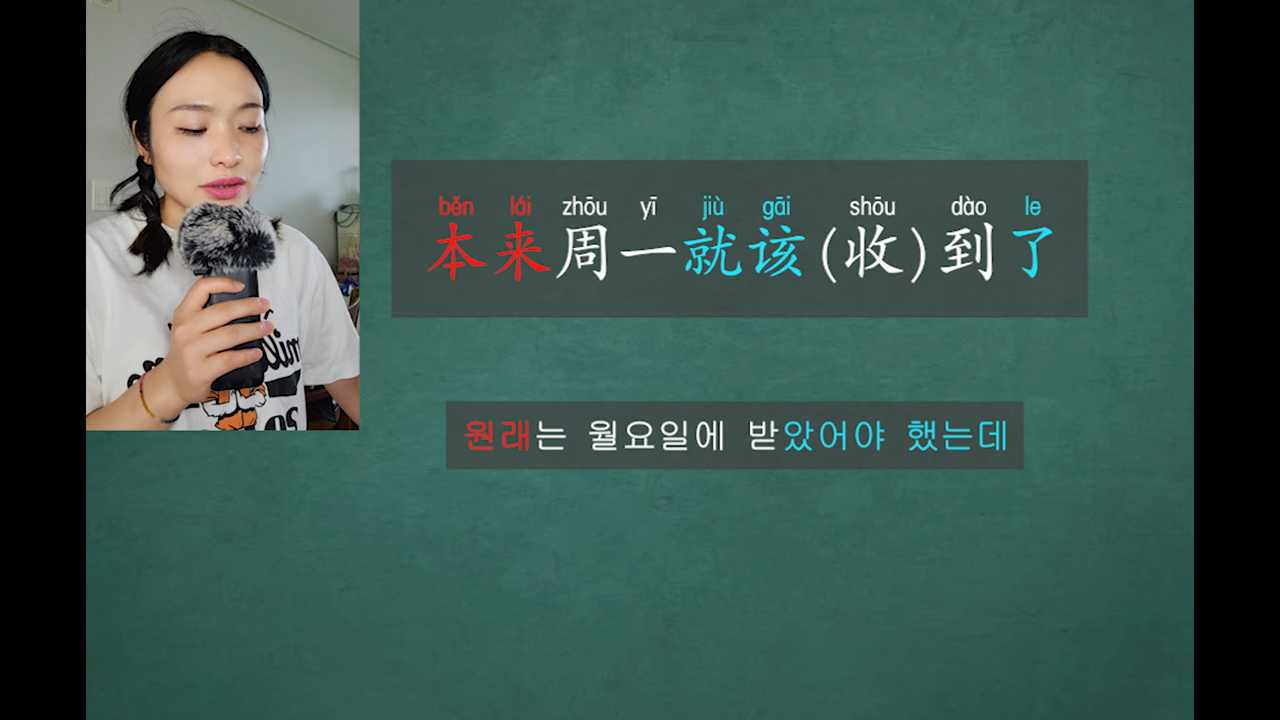 běn lái zhōu yī jiù gāi shōu dào le
本来周一就该(收)到了
원래는 월요일에 받았어야 했는데